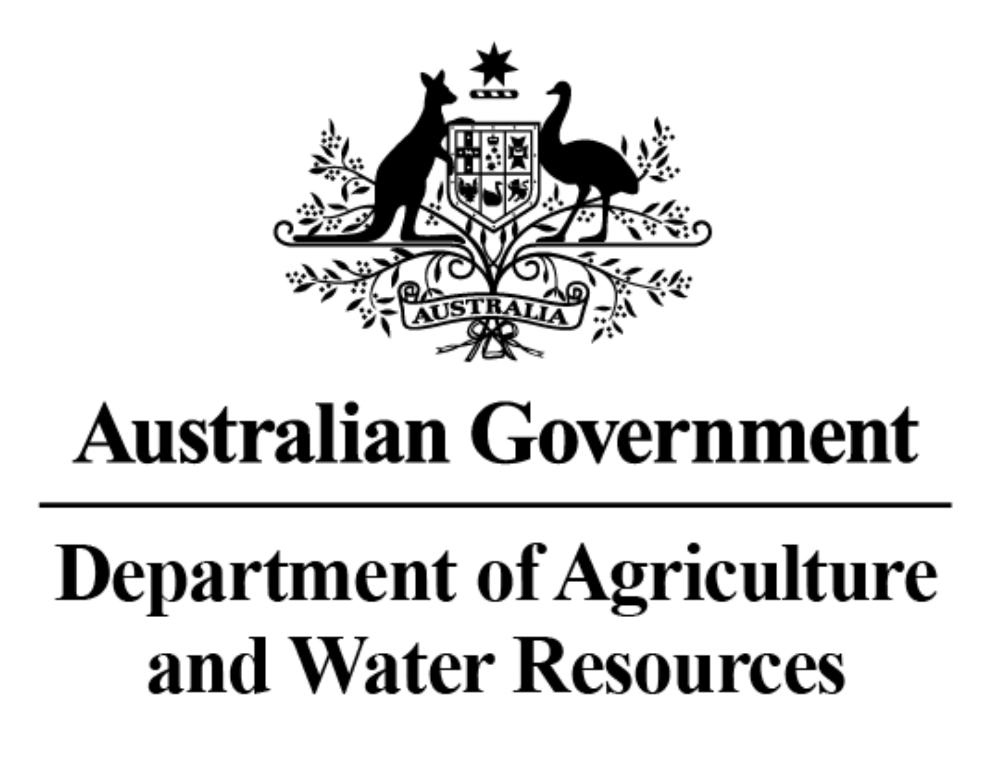 AUSTRALIA
Australian Government
Department of Agriculture
and Water Resources